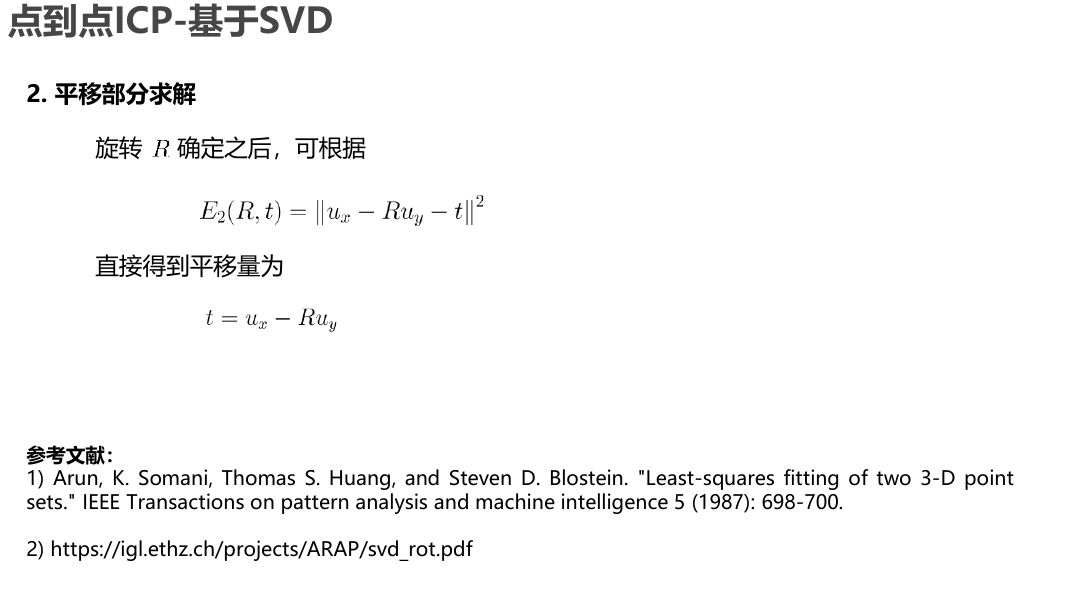 点到点ICP-基于SVD
2. 平移部分求解
旋转 R 确定之后，可根据
E₂(R, t) = ‖uₓ − Ru_y − t‖²
直接得到平移量为
t = uₓ − Ru_y
参考文献：
1) Arun, K. Somani, Thomas S. Huang, and Steven D. Blostein. "Least-squares fitting of two 3-D point
sets." IEEE Transactions on pattern analysis and machine intelligence 5 (1987): 698-700.
2) https://igl.ethz.ch/projects/ARAP/svd_rot.pdf